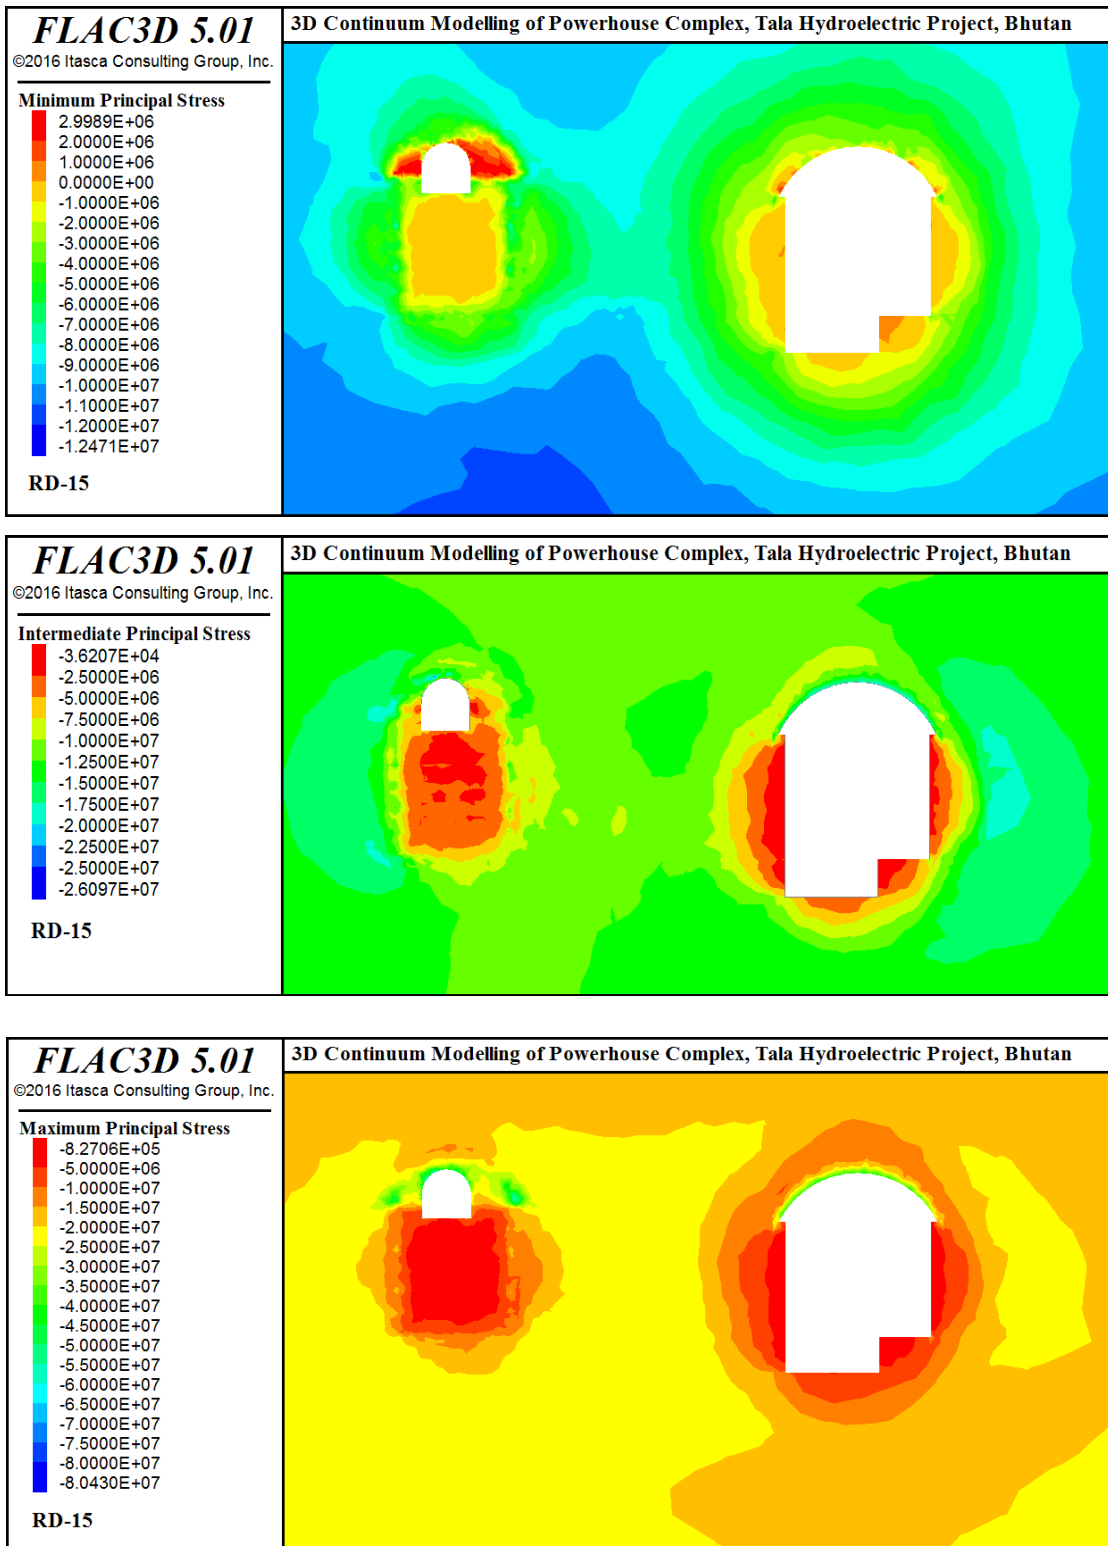 FLAC3D 5.01
©2016 Itasca Consulting Group, Inc.
Minimum Principal Stress
2.9989E+06
2.0000E+06
1.0000E+06
0.0000E+00
-1.0000E+06
-2.0000E+06
-3.0000E+06
-4.0000E+06
-5.0000E+06
-6.0000E+06
-7.0000E+06
-8.0000E+06
-9.0000E+06
-1.0000E+07
-1.1000E+07
-1.2000E+07
-1.2471E+07
RD-15
3D Continuum Modelling of Powerhouse Complex, Tala Hydroelectric Project, Bhutan
FLAC3D 5.01
©2016 Itasca Consulting Group, Inc.
Intermediate Principal Stress
-3.6207E+04
-2.5000E+06
-5.0000E+06
-7.5000E+06
-1.0000E+07
-1.2500E+07
-1.5000E+07
-1.7500E+07
-2.0000E+07
-2.2500E+07
-2.5000E+07
-2.6097E+07
RD-15
3D Continuum Modelling of Powerhouse Complex, Tala Hydroelectric Project, Bhutan
FLAC3D 5.01
©2016 Itasca Consulting Group, Inc.
Maximum Principal Stress
-8.2706E+05
-5.0000E+06
-1.0000E+07
-1.5000E+07
-2.0000E+07
-2.5000E+07
-3.0000E+07
-3.5000E+07
-4.0000E+07
-4.5000E+07
-5.0000E+07
-5.5000E+07
-6.0000E+07
-6.5000E+07
-7.0000E+07
-7.5000E+07
-8.0000E+07
-8.0430E+07
RD-15
3D Continuum Modelling of Powerhouse Complex, Tala Hydroelectric Project, Bhutan